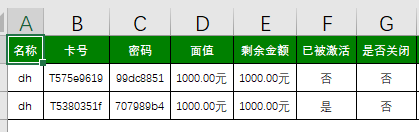 A B C D E F G
名称 卡号 密码 面值 剩余金额 已被激活 是否关闭
dh T575e9619 99dc8851 1000.00元 1000.00元 否 否
dh T5380351f 707989b4 1000.00元 1000.00元 是 否